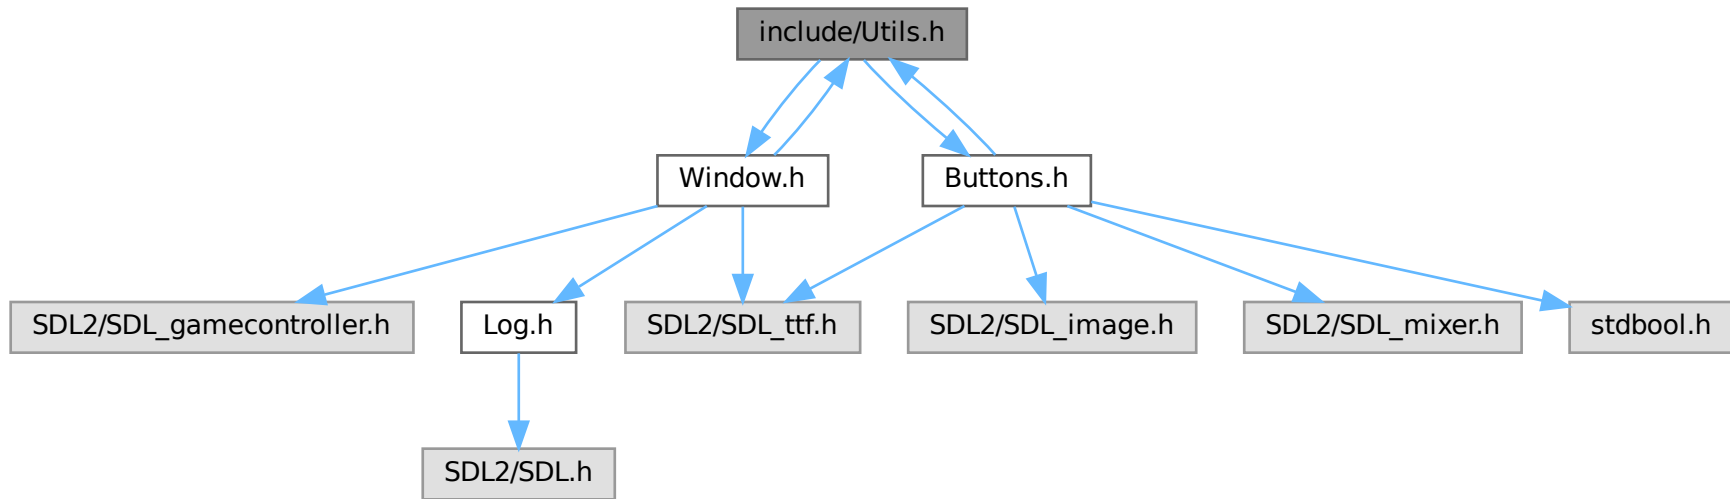 include/Utils.h
Window.h
Buttons.h
SDL2/SDL_gamecontroller.h
Log.h
SDL2/SDL_ttf.h
SDL2/SDL_image.h
SDL2/SDL_mixer.h
stdbool.h
SDL2/SDL.h